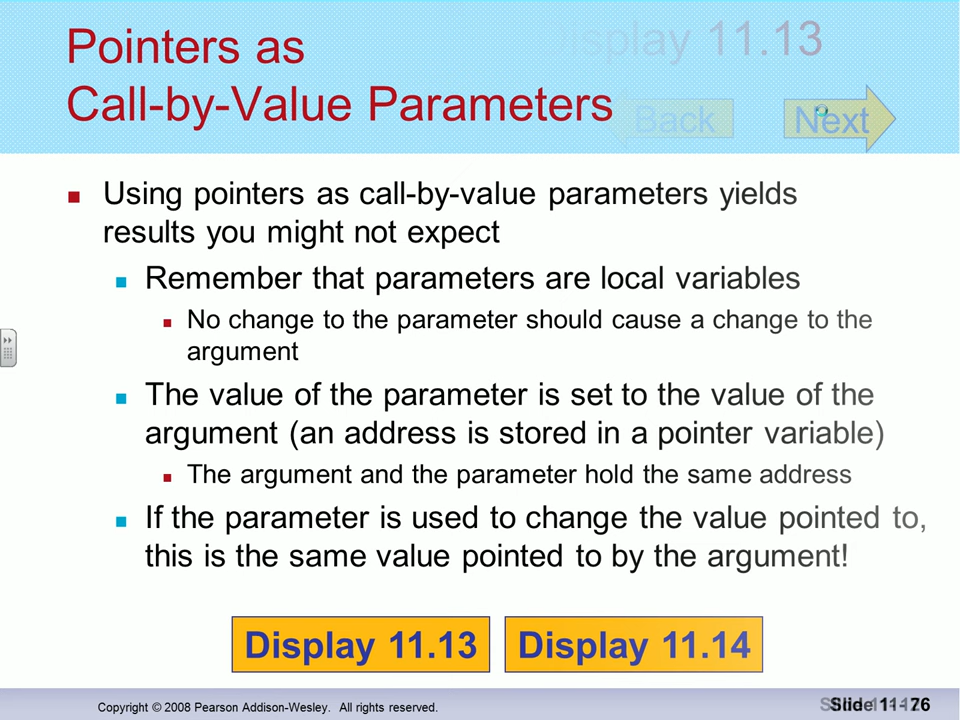 Pointers as
Display 11.13
Call-by-Value Parameters
Back
Next
Using pointers as call-by-value parameters yields
results you might not expect
Remember that parameters are local variables
No change to the parameter should cause a change to the
argument
The value of the parameter is set to the value of the
argument (an address is stored in a pointer variable)
The argument and the parameter hold the same address
If the parameter is used to change the value pointed to,
this is the same value pointed to by the argument!
Display 11.13
Display 11.14
Copyright © 2008 Pearson Addison-Wesley. All rights reserved.
Slide 11 - 76